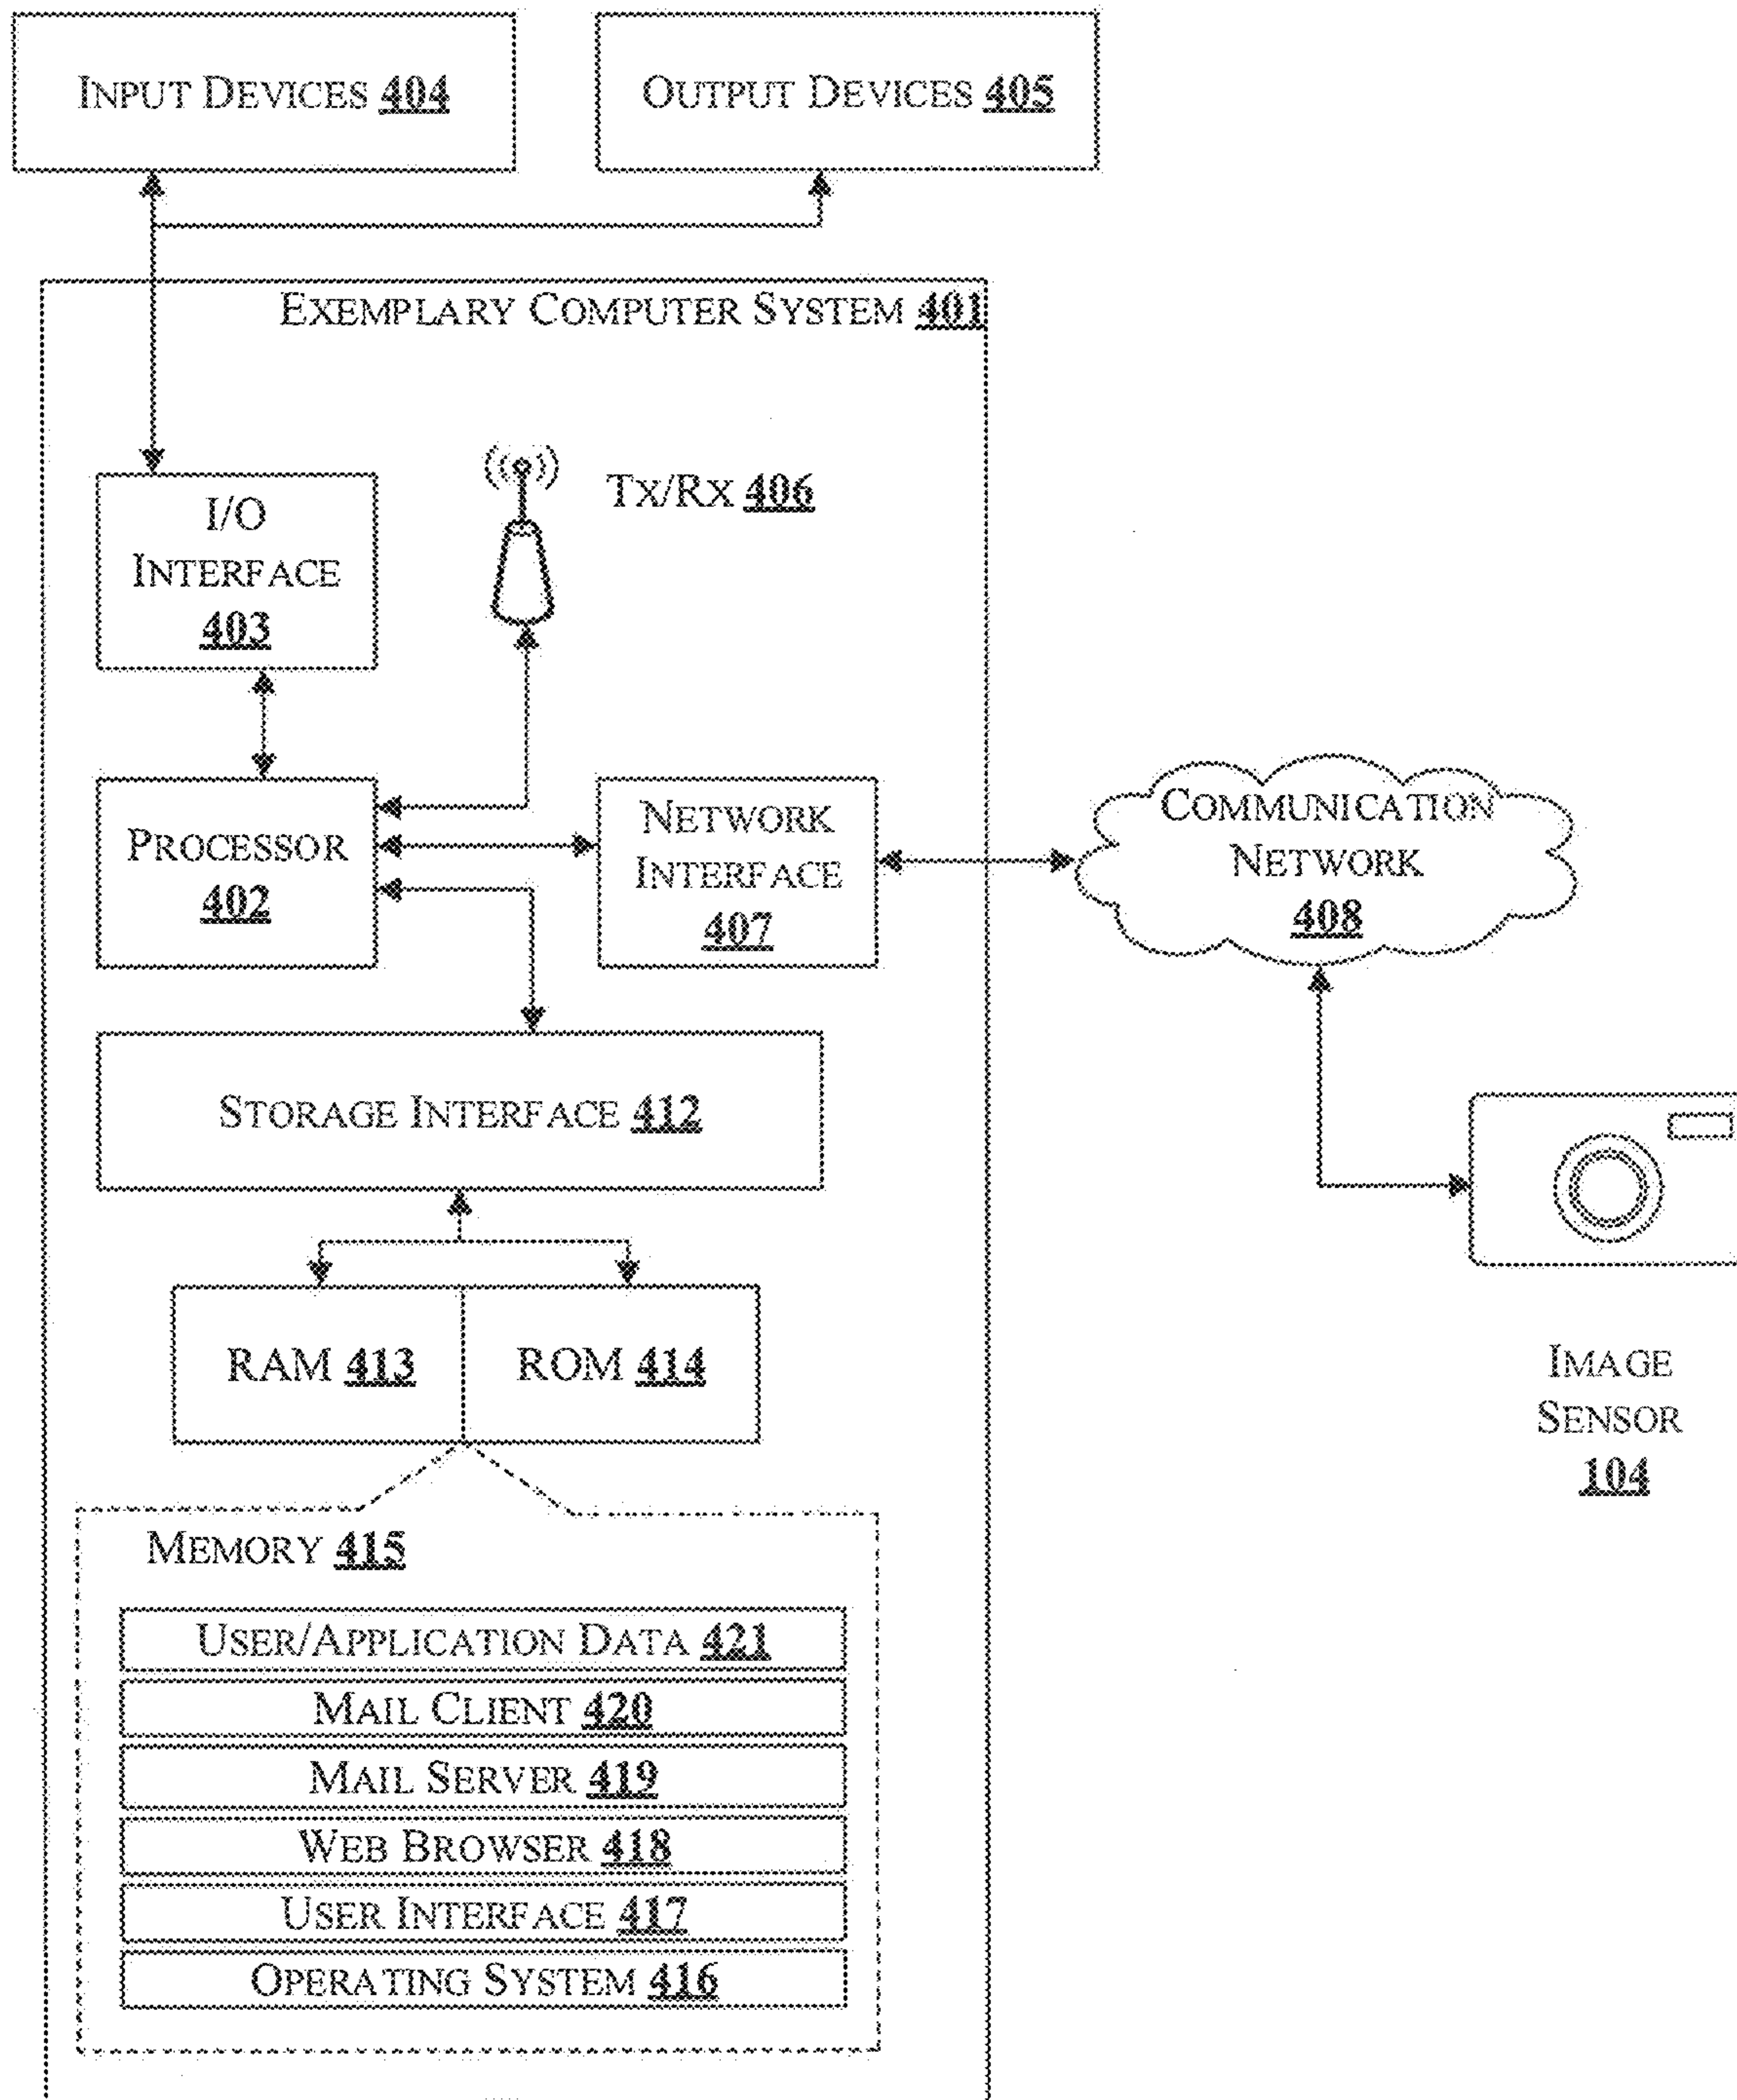 INPUT DEVICES 404
OUTPUT DEVICES 405
EXEMPLARY COMPUTER SYSTEM 401
I/O
INTERFACE
403
TX/RX 406
PROCESSOR
402
NETWORK
INTERFACE
407
COMMUNICATION
NETWORK
408
STORAGE INTERFACE 412
RAM 413
ROM 414
IMAGE
SENSOR
104
MEMORY 415
USER/APPLICATION DATA 421
MAIL CLIENT 420
MAIL SERVER 419
WEB BROWSER 418
USER INTERFACE 417
OPERATING SYSTEM 416